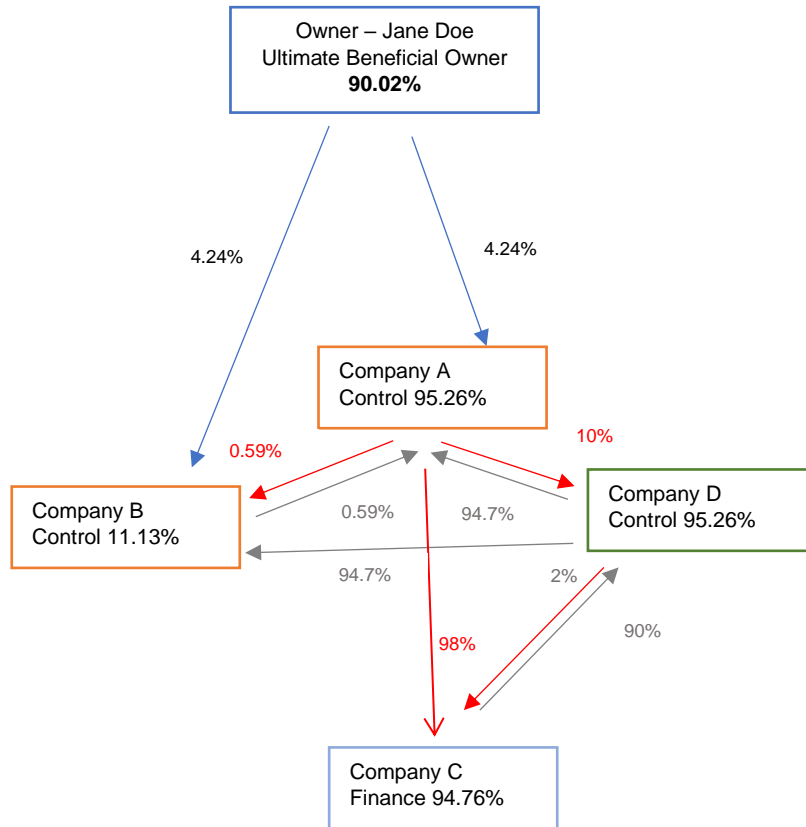 Owner – Jane Doe
Ultimate Beneficial Owner
90.02%
4.24%
4.24%
Company A
Control 95.26%
0.59%
10%
Company B
Control 11.13%
0.59%
94.7%
Company D
Control 95.26%
94.7%
2%
90%
98%
Company C
Finance 94.76%